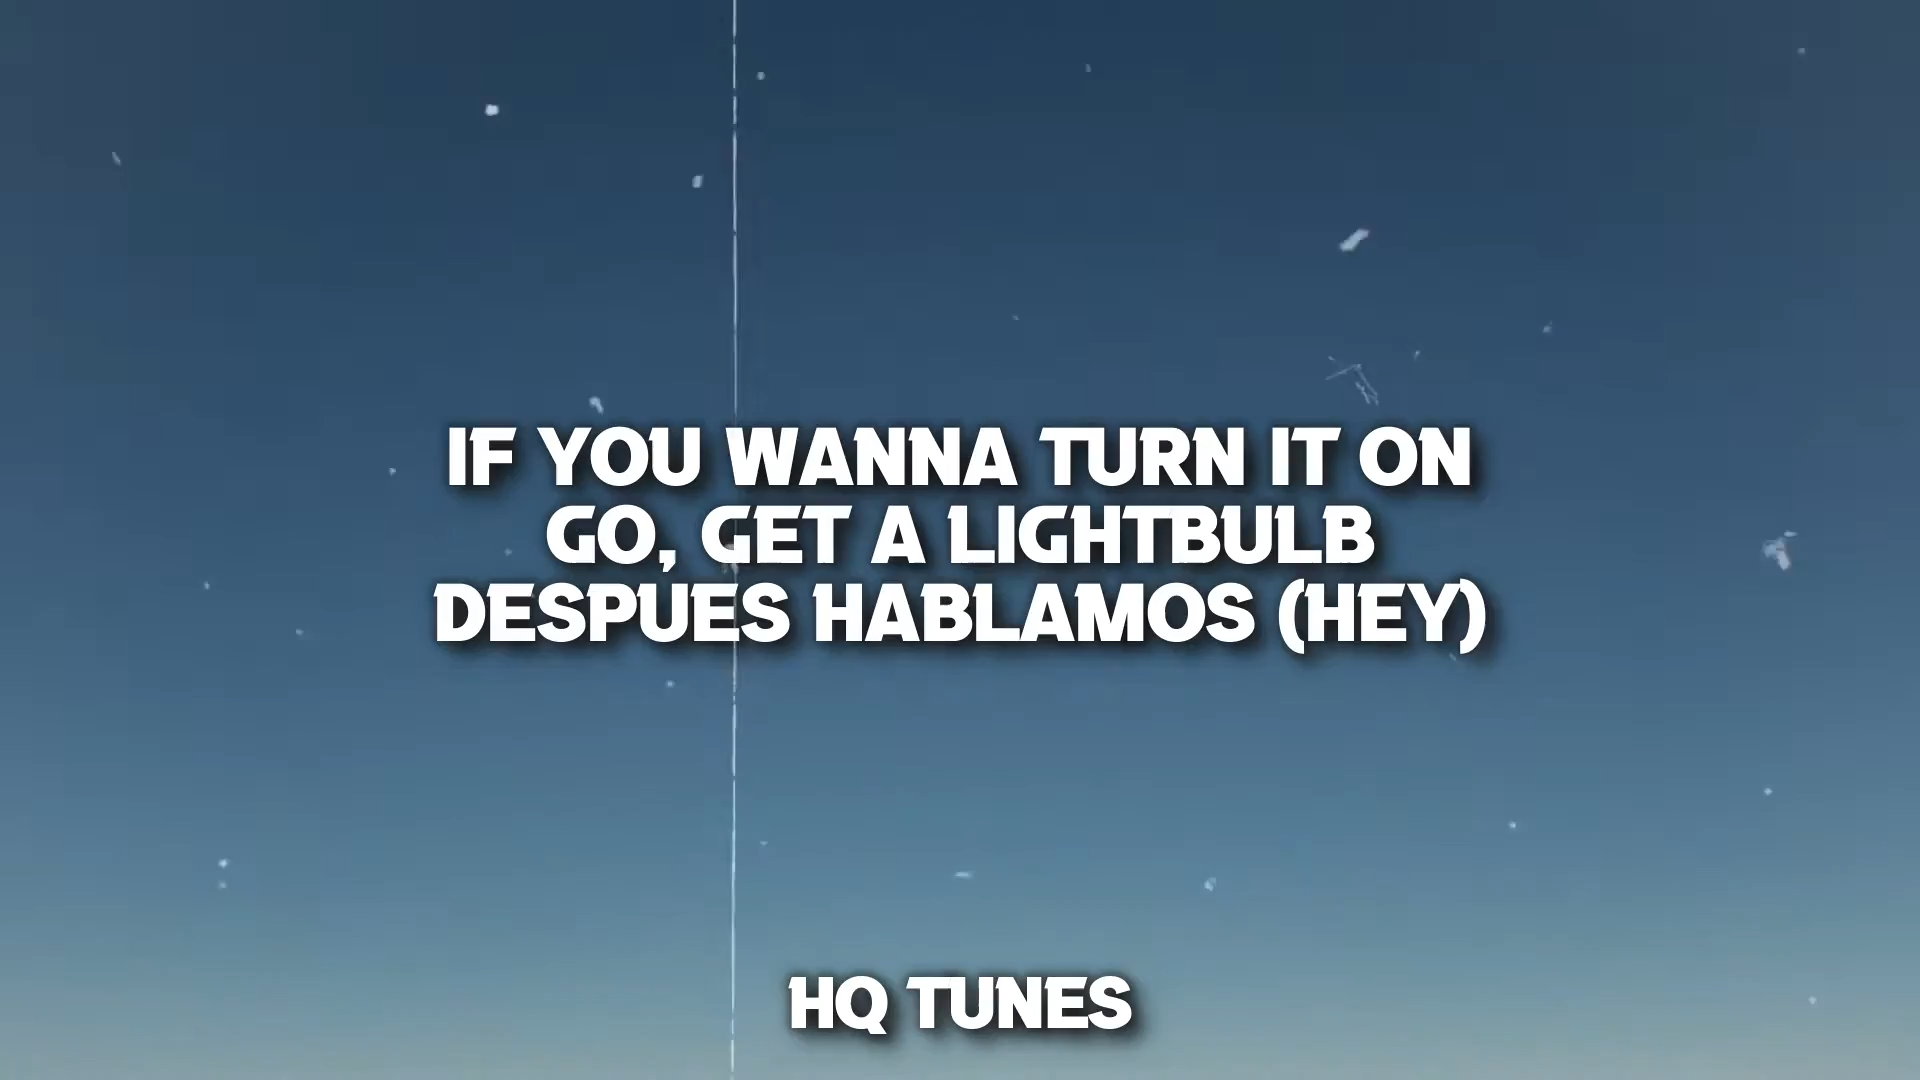 IF YOU WANNA TURN IT ON
GO, GET A LIGHTBULB
DESPUES HABLAMOS (HEY)
HQ TUNES